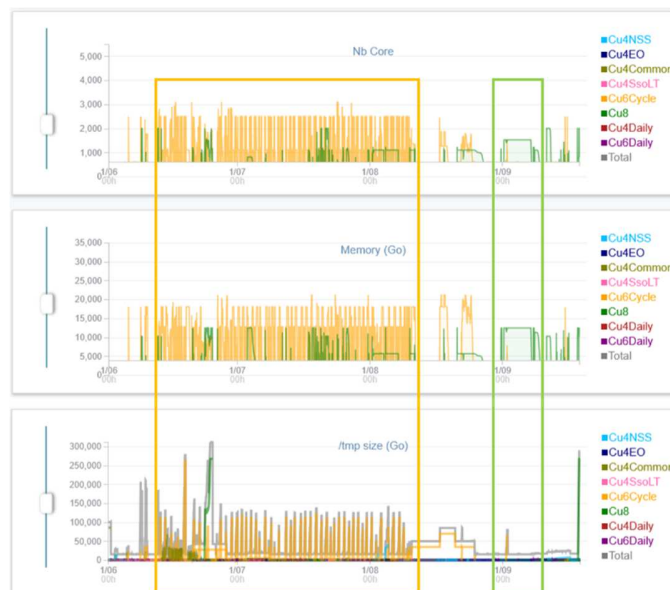 Nb Core
5,000
4,000
3,000
2,000
1,000
1/06
00h
1/07
00h
1/08
00h
1/09
00h
Cu4NSS
Cu4EO
Cu4Common
Cu4SsoLT
Cu6Cycle
Cu8
Cu4Daily
Cu6Daily
Total
Memory (Go)
35,000
30,000
25,000
20,000
15,000
10,000
5,000
1/06
00h
1/07
00h
1/08
00h
1/09
00h
Cu4NSS
Cu4EO
Cu4Common
Cu4SsoLT
Cu6Cycle
Cu8
Cu4Daily
Cu6Daily
Total
/tmp size (Go)
300,000
250,000
200,000
150,000
100,000
50,000
0
1/06
00h
1/07
00h
1/08
00h
1/09
00h
Cu4NSS
Cu4EO
Cu4Common
Cu4SsoLT
Cu6Cycle
Cu8
Cu4Daily
Cu6Daily
Total